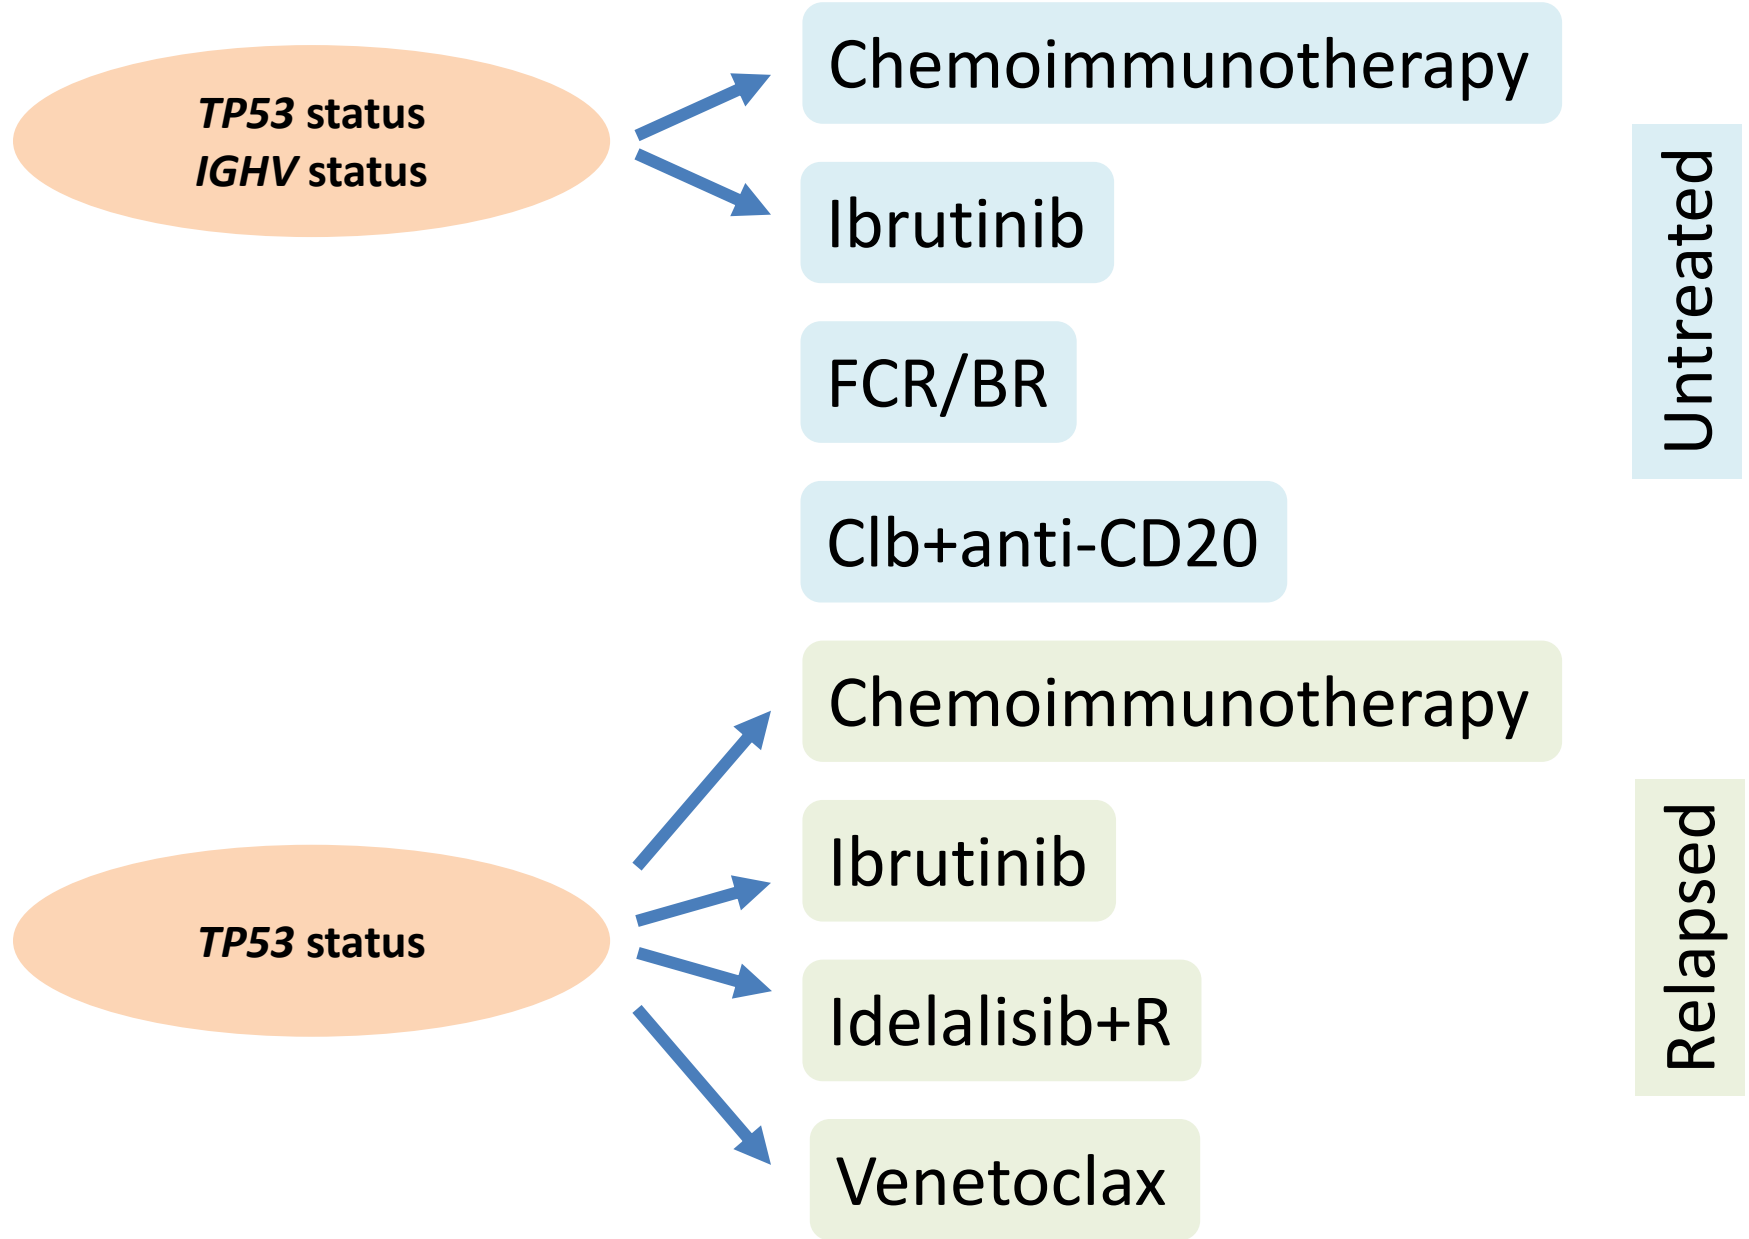 TP53 status
IGHV status
Chemoimmunotherapy
Ibrutinib
FCR/BR
Clb+anti-CD20
Untreated
TP53 status
Chemoimmunotherapy
Ibrutinib
Idelalisib+R
Venetoclax
Relapsed